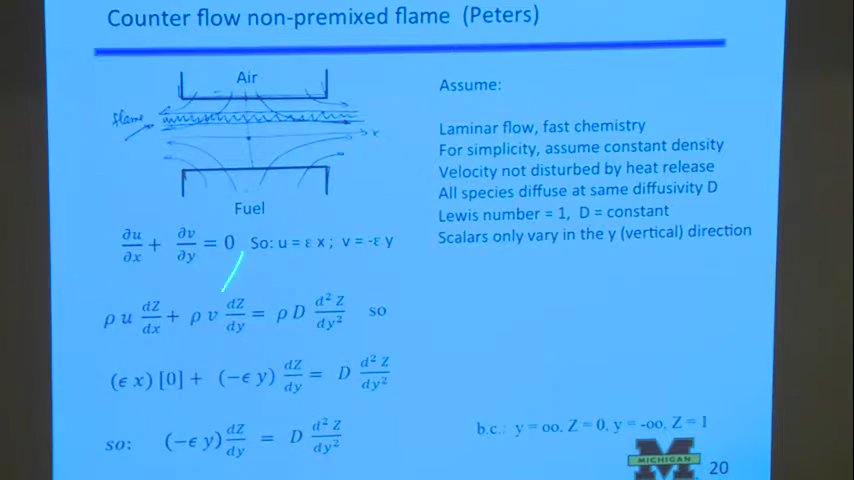 Counter flow non-premixed flame (Peters)
Air
flame
x
Fuel
Assume:
Laminar flow, fast chemistry
For simplicity, assume constant density
Velocity not disturbed by heat release
All species diffuse at same diffusivity D
Lewis number = 1, D = constant
Scalars only vary in the y (vertical) direction
∂u/∂x + ∂v/∂y = 0 So: u = ε x ; v = -ε y
ρ u dZ/dx + ρ v dZ/dy = ρ D d² Z/dy² so
(ϵ x) [0] + (−ϵ y) dZ/dy = D d² Z/dy²
so: (−ϵ y) dZ/dy = D d² Z/dy²
b.c.: y = oo, Z = 0, y = -oo, Z = 1
MICHIGAN
20